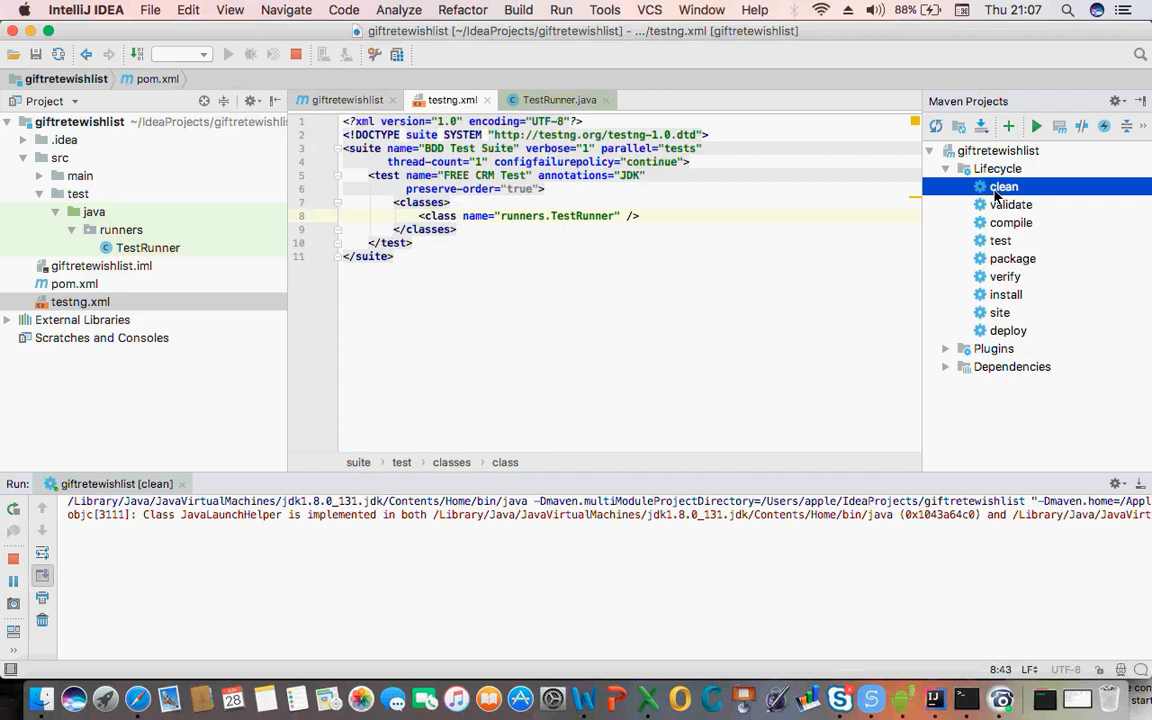 IntelliJ IDEA File Edit View Navigate Code Analyze Refactor Build Run Tools VCS Window Help 88% Thu 21:07
giftretewishlist [~/IdeaProjects/giftretewishlist] - .../testng.xml [giftretewishlist]
giftretewishlist pom.xml
Project
giftretewishlist testng.xml TestRunner.java
Maven Projects
giftretewishlist ~/IdeaProjects/giftretewishli
.idea
src
main
test
java
runners
TestRunner
giftretewishlist.iml
pom.xml
testng.xml
External Libraries
Scratches and Consoles
1 <?xml version="1.0" encoding="UTF-8"?>
2 <!DOCTYPE suite SYSTEM "http://testng.org/testng-1.0.dtd">
3 <suite name="BDD Test Suite" verbose="1" parallel="tests"
4 thread-count="1" configfailurepolicy="continue">
5 <test name="FREE CRM Test" annotations="JDK"
6 preserve-order="true">
7 <classes>
8 <class name="runners.TestRunner" />
9 </classes>
10 </test>
11 </suite>
suite test classes class
giftretewishlist
Lifecycle
clean
validate
compile
test
package
verify
install
site
deploy
Plugins
Dependencies
Run: giftretewishlist [clean]
/Library/Java/JavaVirtualMachines/jdk1.8.0_131.jdk/Contents/Home/bin/java -Dmaven.multiModuleProjectDirectory=/Users/apple/IdeaProjects/giftretewishlist "-Dmaven.home=/Appl
objc[3111]: Class JavaLaunchHelper is implemented in both /Library/Java/JavaVirtualMachines/jdk1.8.0_131.jdk/Contents/Home/bin/java (0x1043a64c0) and /Library/Java/JavaVirt
8:43 LF UTF-8